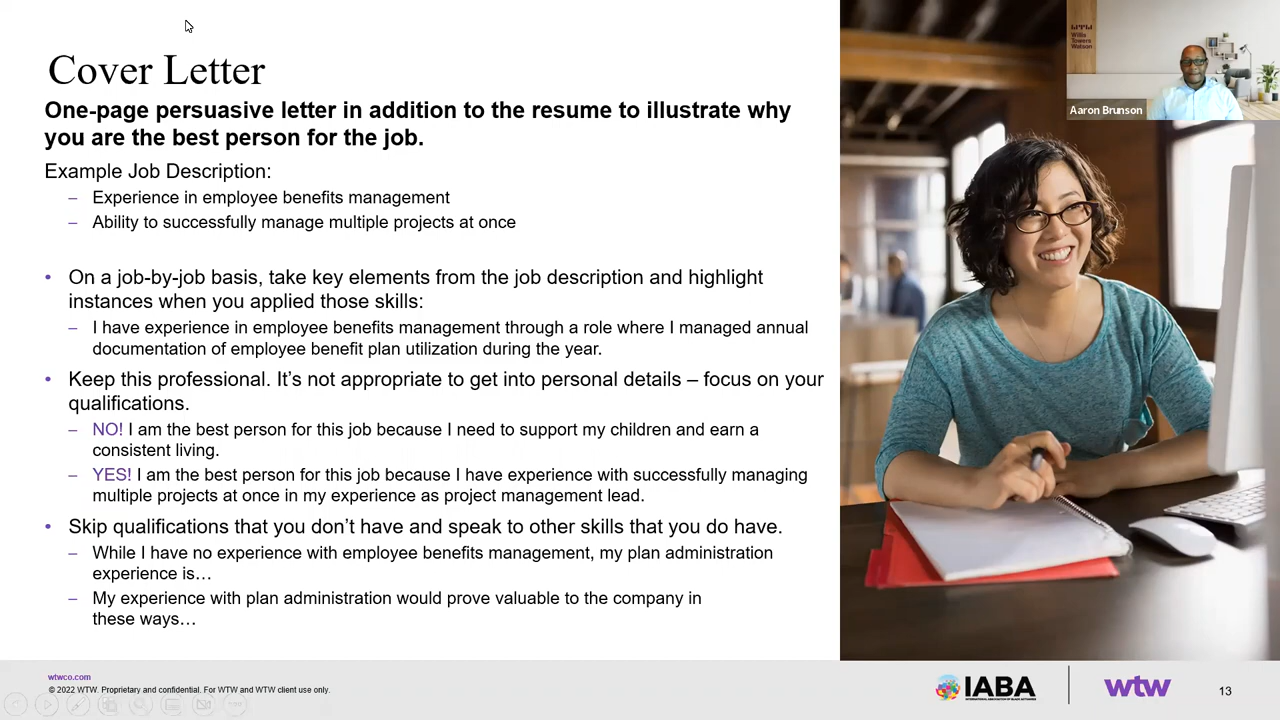 Cover Letter
One-page persuasive letter in addition to the resume to illustrate why
you are the best person for the job.
Example Job Description:
– Experience in employee benefits management
– Ability to successfully manage multiple projects at once
• On a job-by-job basis, take key elements from the job description and highlight
instances when you applied those skills:
– I have experience in employee benefits management through a role where I managed annual
documentation of employee benefit plan utilization during the year.
• Keep this professional. It’s not appropriate to get into personal details – focus on your
qualifications.
– NO! I am the best person for this job because I need to support my children and earn a
consistent living.
– YES! I am the best person for this job because I have experience with successfully managing
multiple projects at once in my experience as project management lead.
• Skip qualifications that you don’t have and speak to other skills that you do have.
– While I have no experience with employee benefits management, my plan administration
experience is…
– My experience with plan administration would prove valuable to the company in
these ways…
Willis
Towers
Watson
Aaron Brunson
wtwco.com
© 2022 WTW. Proprietary and confidential. For WTW and WTW client use only.
IABA
INTERNATIONAL ASSOCIATION OF BLACK ACTUARIES
wtw
13